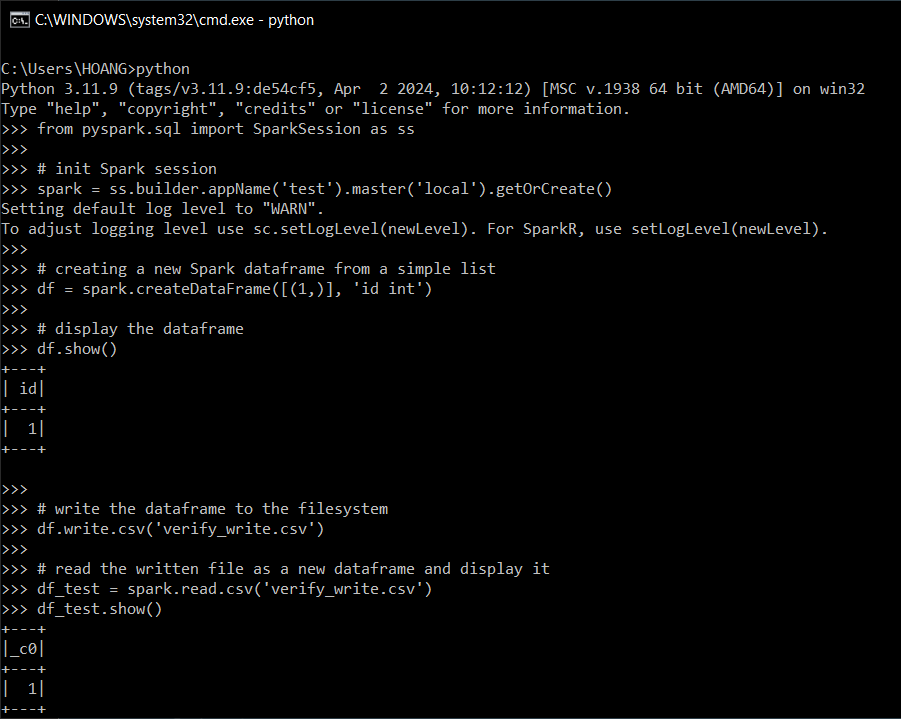 C:\WINDOWS\system32\cmd.exe - python
C:\Users\HOANG>python
Python 3.11.9 (tags/v3.11.9:de54cf5, Apr  2 2024, 10:12:12) [MSC v.1938 64 bit (AMD64)] on win32
Type "help", "copyright", "credits" or "license" for more information.
>>> from pyspark.sql import SparkSession as ss
>>>
>>> # init Spark session
>>> spark = ss.builder.appName('test').master('local').getOrCreate()
Setting default log level to "WARN".
To adjust logging level use sc.setLogLevel(newLevel). For SparkR, use setLogLevel(newLevel).
>>>
>>> # creating a new Spark dataframe from a simple list
>>> df = spark.createDataFrame([(1,)], 'id int')
>>>
>>> # display the dataframe
>>> df.show()
+---+
| id|
+---+
|  1|
+---+
>>>
>>> # write the dataframe to the filesystem
>>> df.write.csv('verify_write.csv')
>>>
>>> # read the written file as a new dataframe and display it
>>> df_test = spark.read.csv('verify_write.csv')
>>> df_test.show()
+---+
|_c0|
+---+
|  1|
+---+